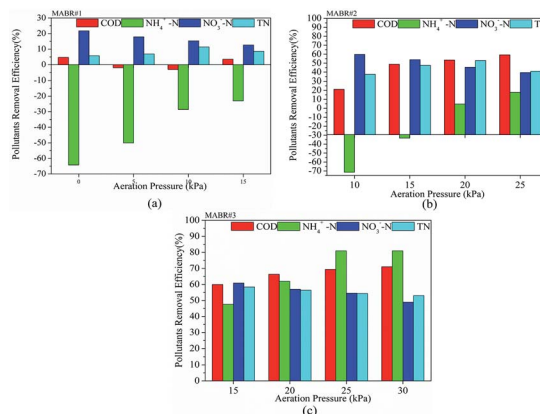 MABR#1
COD NH4+-N NO3--N TN
Pollutants Removal Efficiency(%)
30
20
10
0
-10
-20
-30
-40
-50
-60
-70
0 5 10 15
Aeration Pressure (kPa)
(a)
MABR#2
COD NH4+-N NO3--N T
Pollutants Removal Efficiency(%)
100
90
80
70
60
50
40
30
20
10
0
-30
-40
-50
-60
-70
10 15 20 25
Aeration Pressure (kPa)
(b)
MABR#3
COD NH4+-N NO3--N TN
Pollutants Removal Efficiency(%)
100
90
80
70
60
50
40
30
20
10
0
15 20 25 30
Aeration Pressure (kPa)
(c)